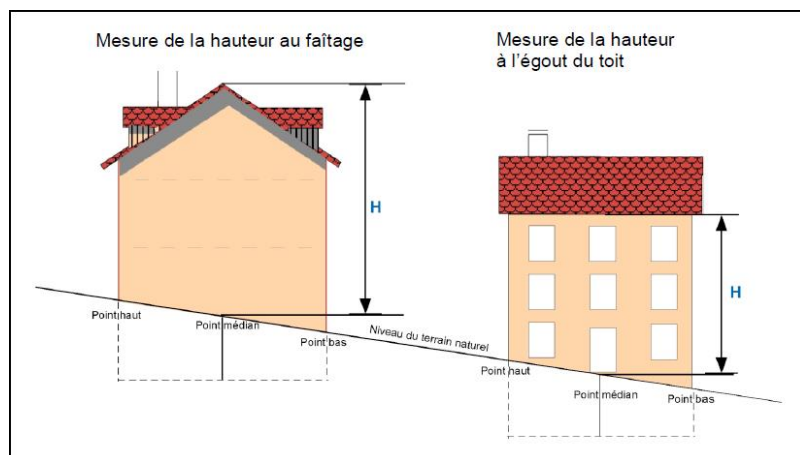 Mesure de la hauteur au faîtage
Mesure de la hauteur
à l'égout du toit
H
H
Point haut
Point médian
Point bas
Niveau du terrain naturel
Point haut
Point médian
Point bas